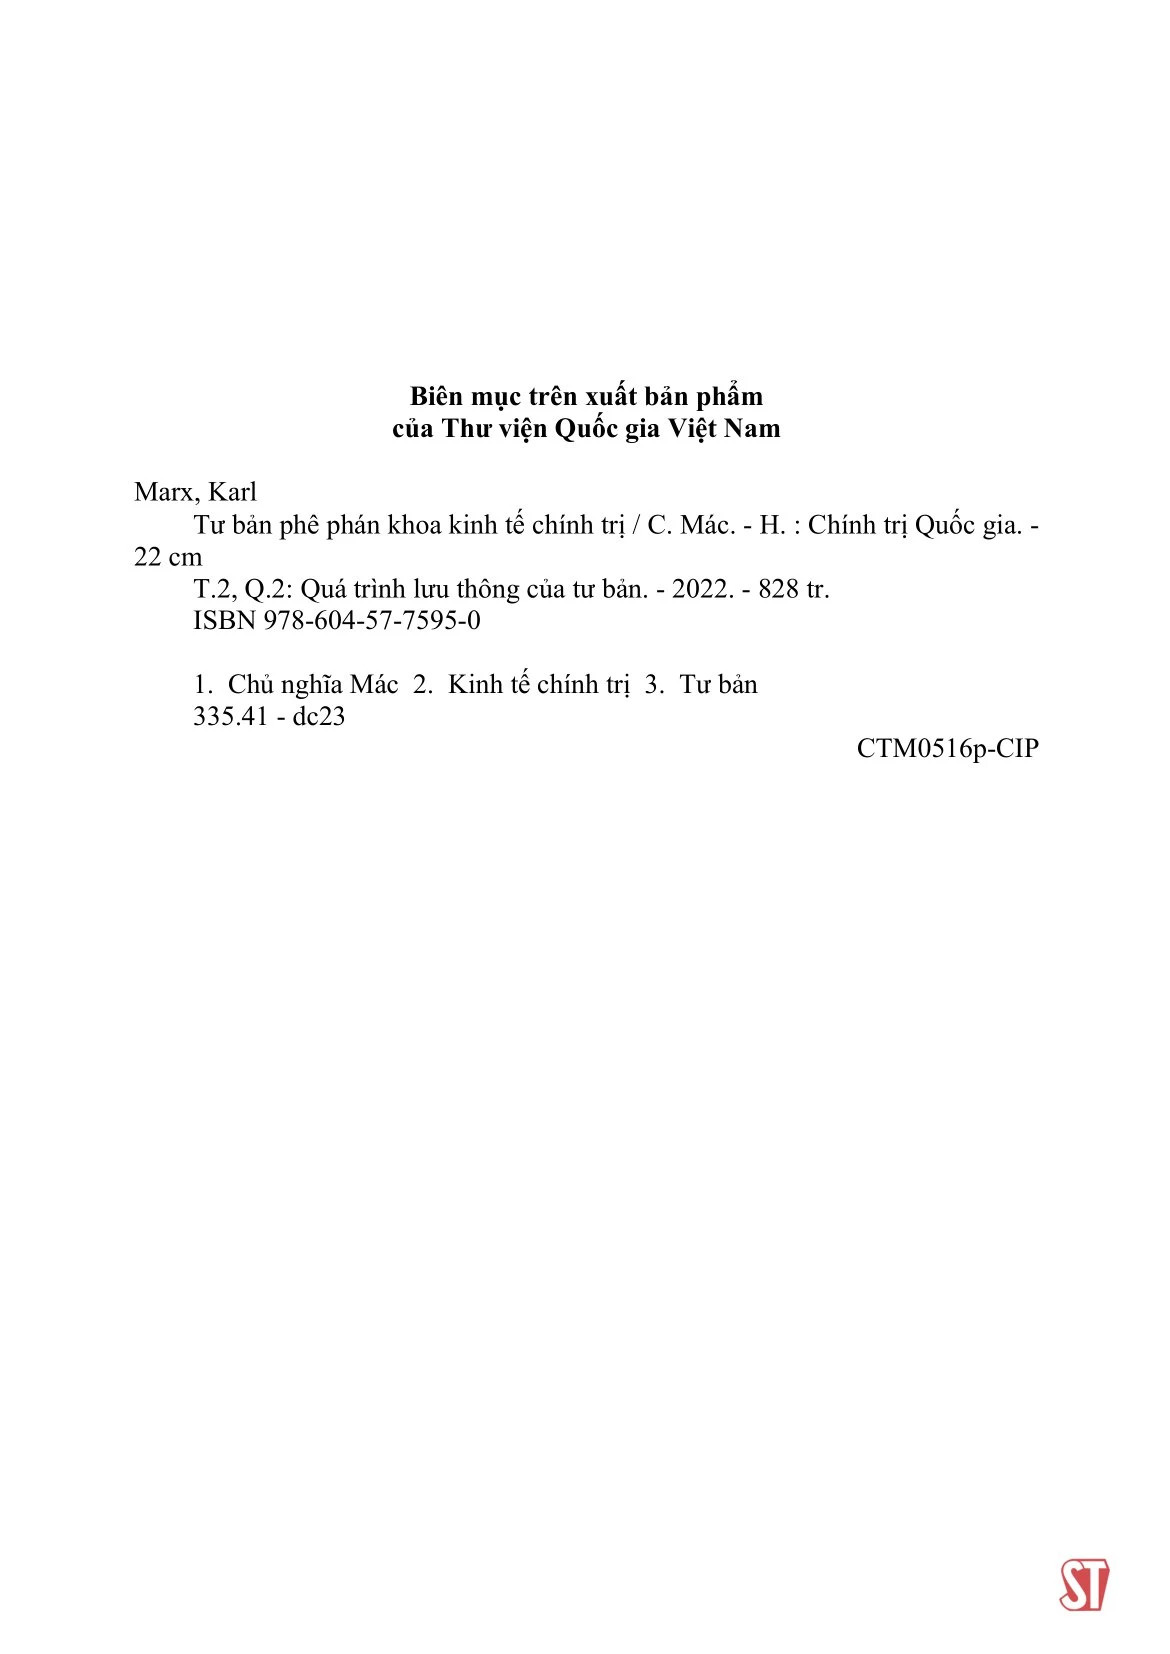 Biên mục trên xuất bản phẩm
của Thư viện Quốc gia Việt Nam
Marx, Karl
Tư bản phê phán khoa kinh tế chính trị / C. Mác. - H. : Chính trị Quốc gia. -
22 cm
T.2, Q.2: Quá trình lưu thông của tư bản. - 2022. - 828 tr.
ISBN 978-604-57-7595-0
1. Chủ nghĩa Mác 2. Kinh tế chính trị 3. Tư bản
335.41 - dc23
CTM0516p-CIP
ST